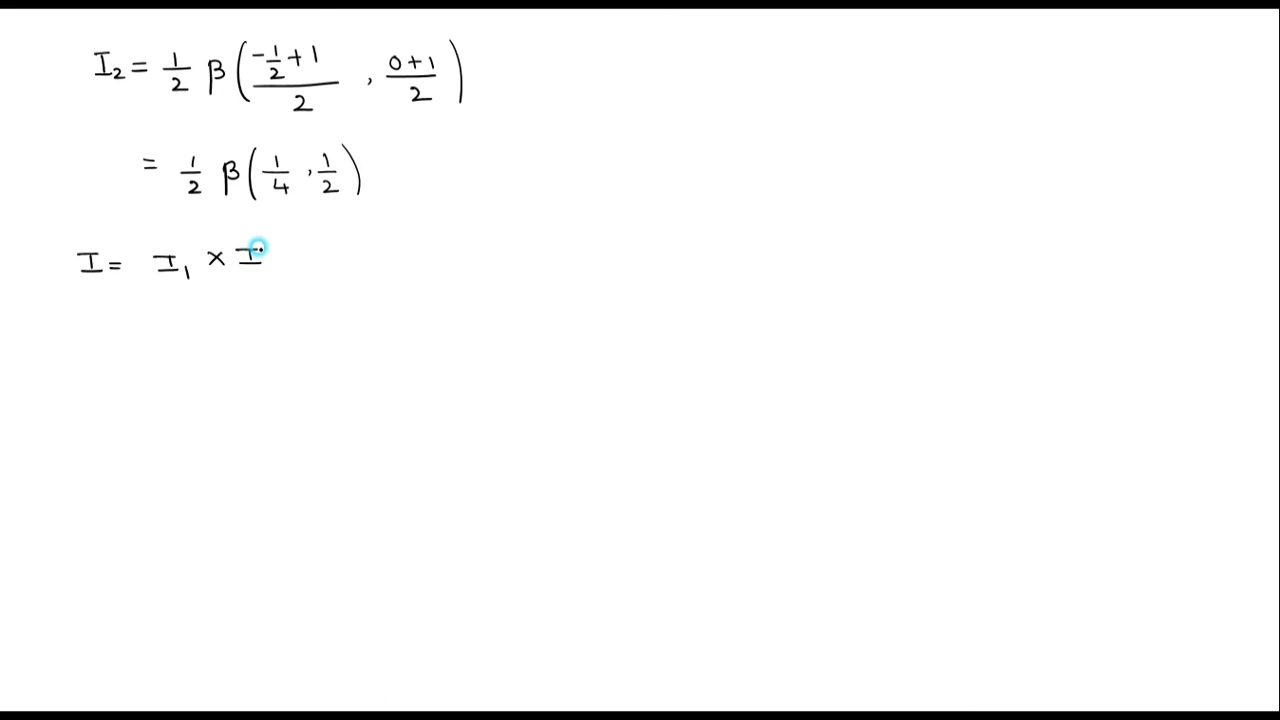 I₂ = 1/2 β((-1/2+1)/2 , (0+1)/2)
= 1/2 β(1/4 , 1/2)
I = I₁ × I